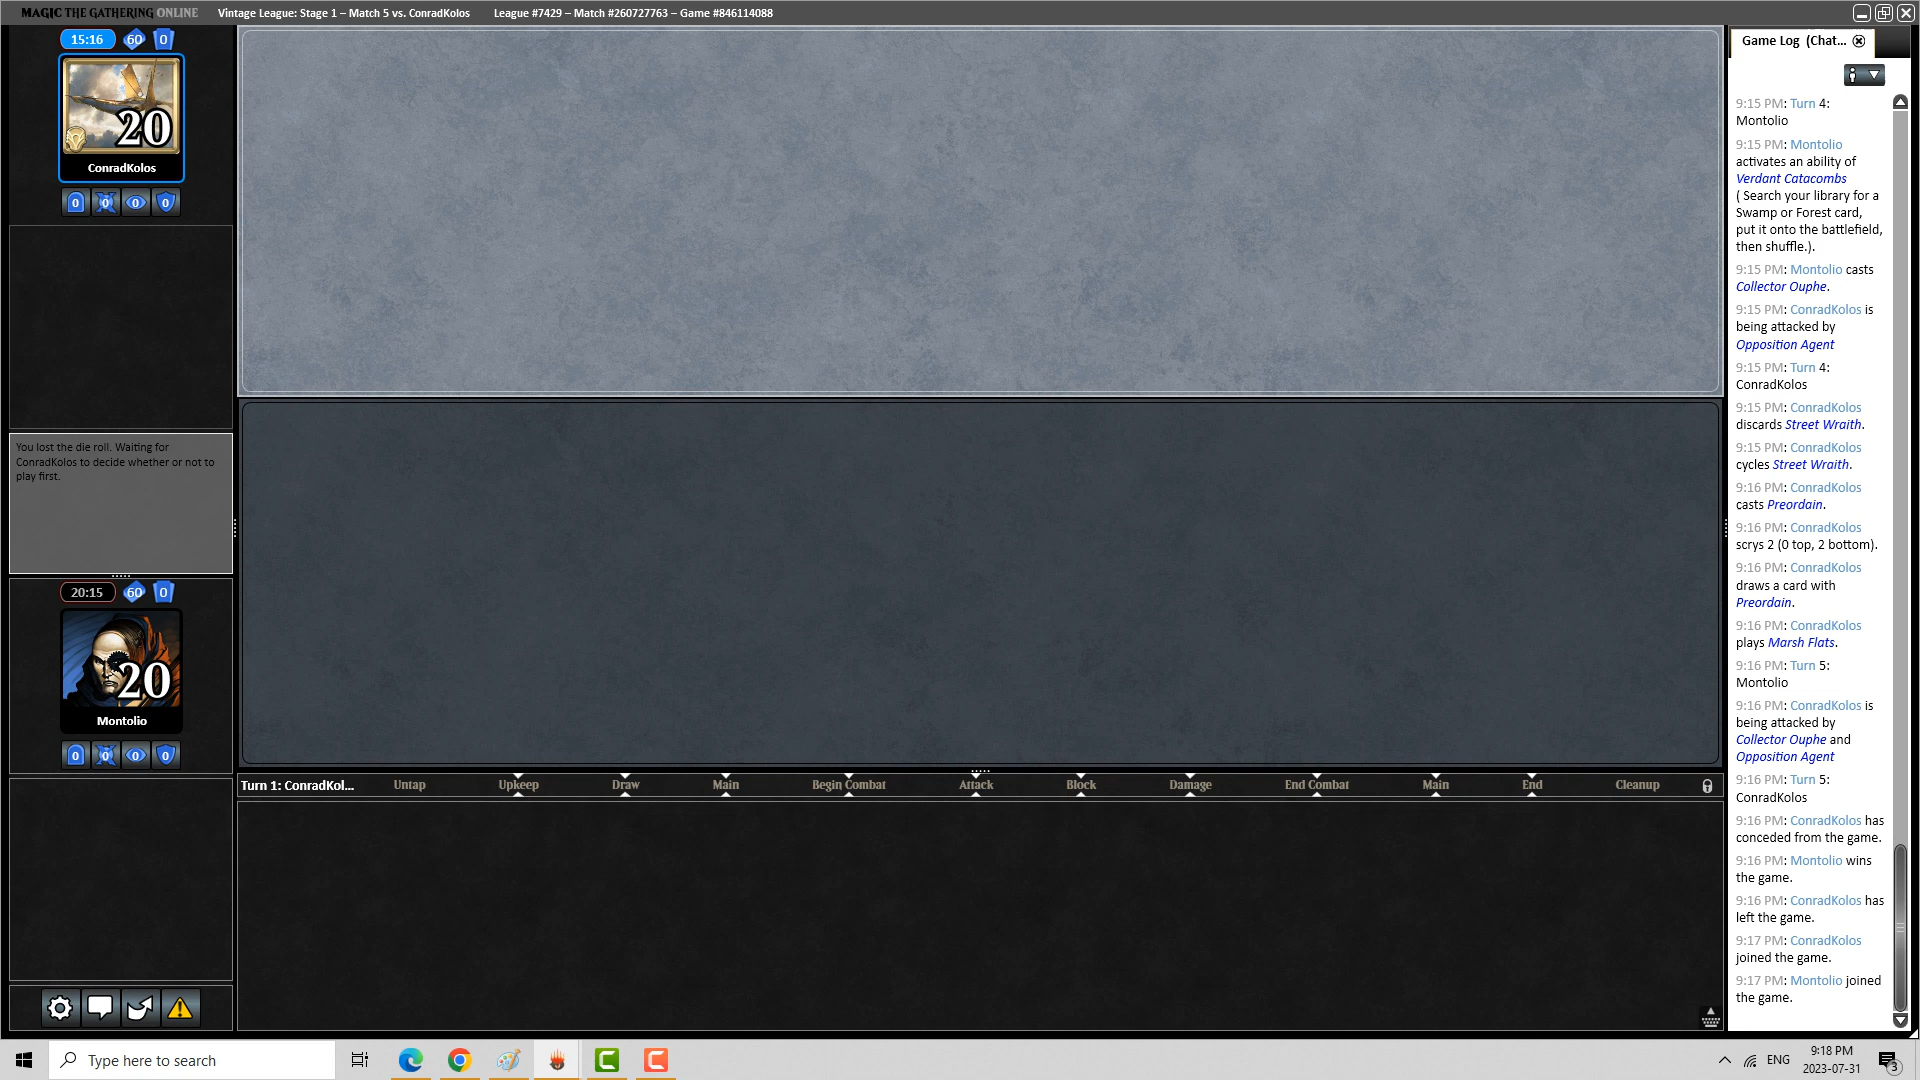 MAGIC THE GATHERING ONLINE Vintage League: Stage 1 – Match 5 vs. ConradKolos League #7429 – Match #260727763 – Game #846114088
15:16 60 0
20
ConradKolos
0 0 0 0
You lost the die roll. Waiting for
ConradKolos to decide whether or not to
play first.
20:15 60 0
20
Montolio
0 0 0 0
Turn 1: ConradKol... Untap Upkeep Draw Main Begin Combat Attack Block Damage End Combat Main End Cleanup
Game Log (Chat...
9:15 PM: Turn 4:
Montolio
9:15 PM: Montolio
activates an ability of
Verdant Catacombs
( Search your library for a
Swamp or Forest card,
put it onto the battlefield,
then shuffle.).
9:15 PM: Montolio casts
Collector Ouphe.
9:15 PM: ConradKolos is
being attacked by
Opposition Agent
9:15 PM: Turn 4:
ConradKolos
9:15 PM: ConradKolos
discards Street Wraith.
9:15 PM: ConradKolos
cycles Street Wraith.
9:16 PM: ConradKolos
casts Preordain.
9:16 PM: ConradKolos
scrys 2 (0 top, 2 bottom).
9:16 PM: ConradKolos
draws a card with
Preordain.
9:16 PM: ConradKolos
plays Marsh Flats.
9:16 PM: Turn 5:
Montolio
9:16 PM: ConradKolos is
being attacked by
Collector Ouphe and
Opposition Agent
9:16 PM: Turn 5:
ConradKolos
9:16 PM: ConradKolos has
conceded from the game.
9:16 PM: Montolio wins
the game.
9:16 PM: ConradKolos has
left the game.
9:17 PM: ConradKolos
joined the game.
9:17 PM: Montolio joined
the game.
Type here to search
ENG
9:18 PM
2023-07-31
3